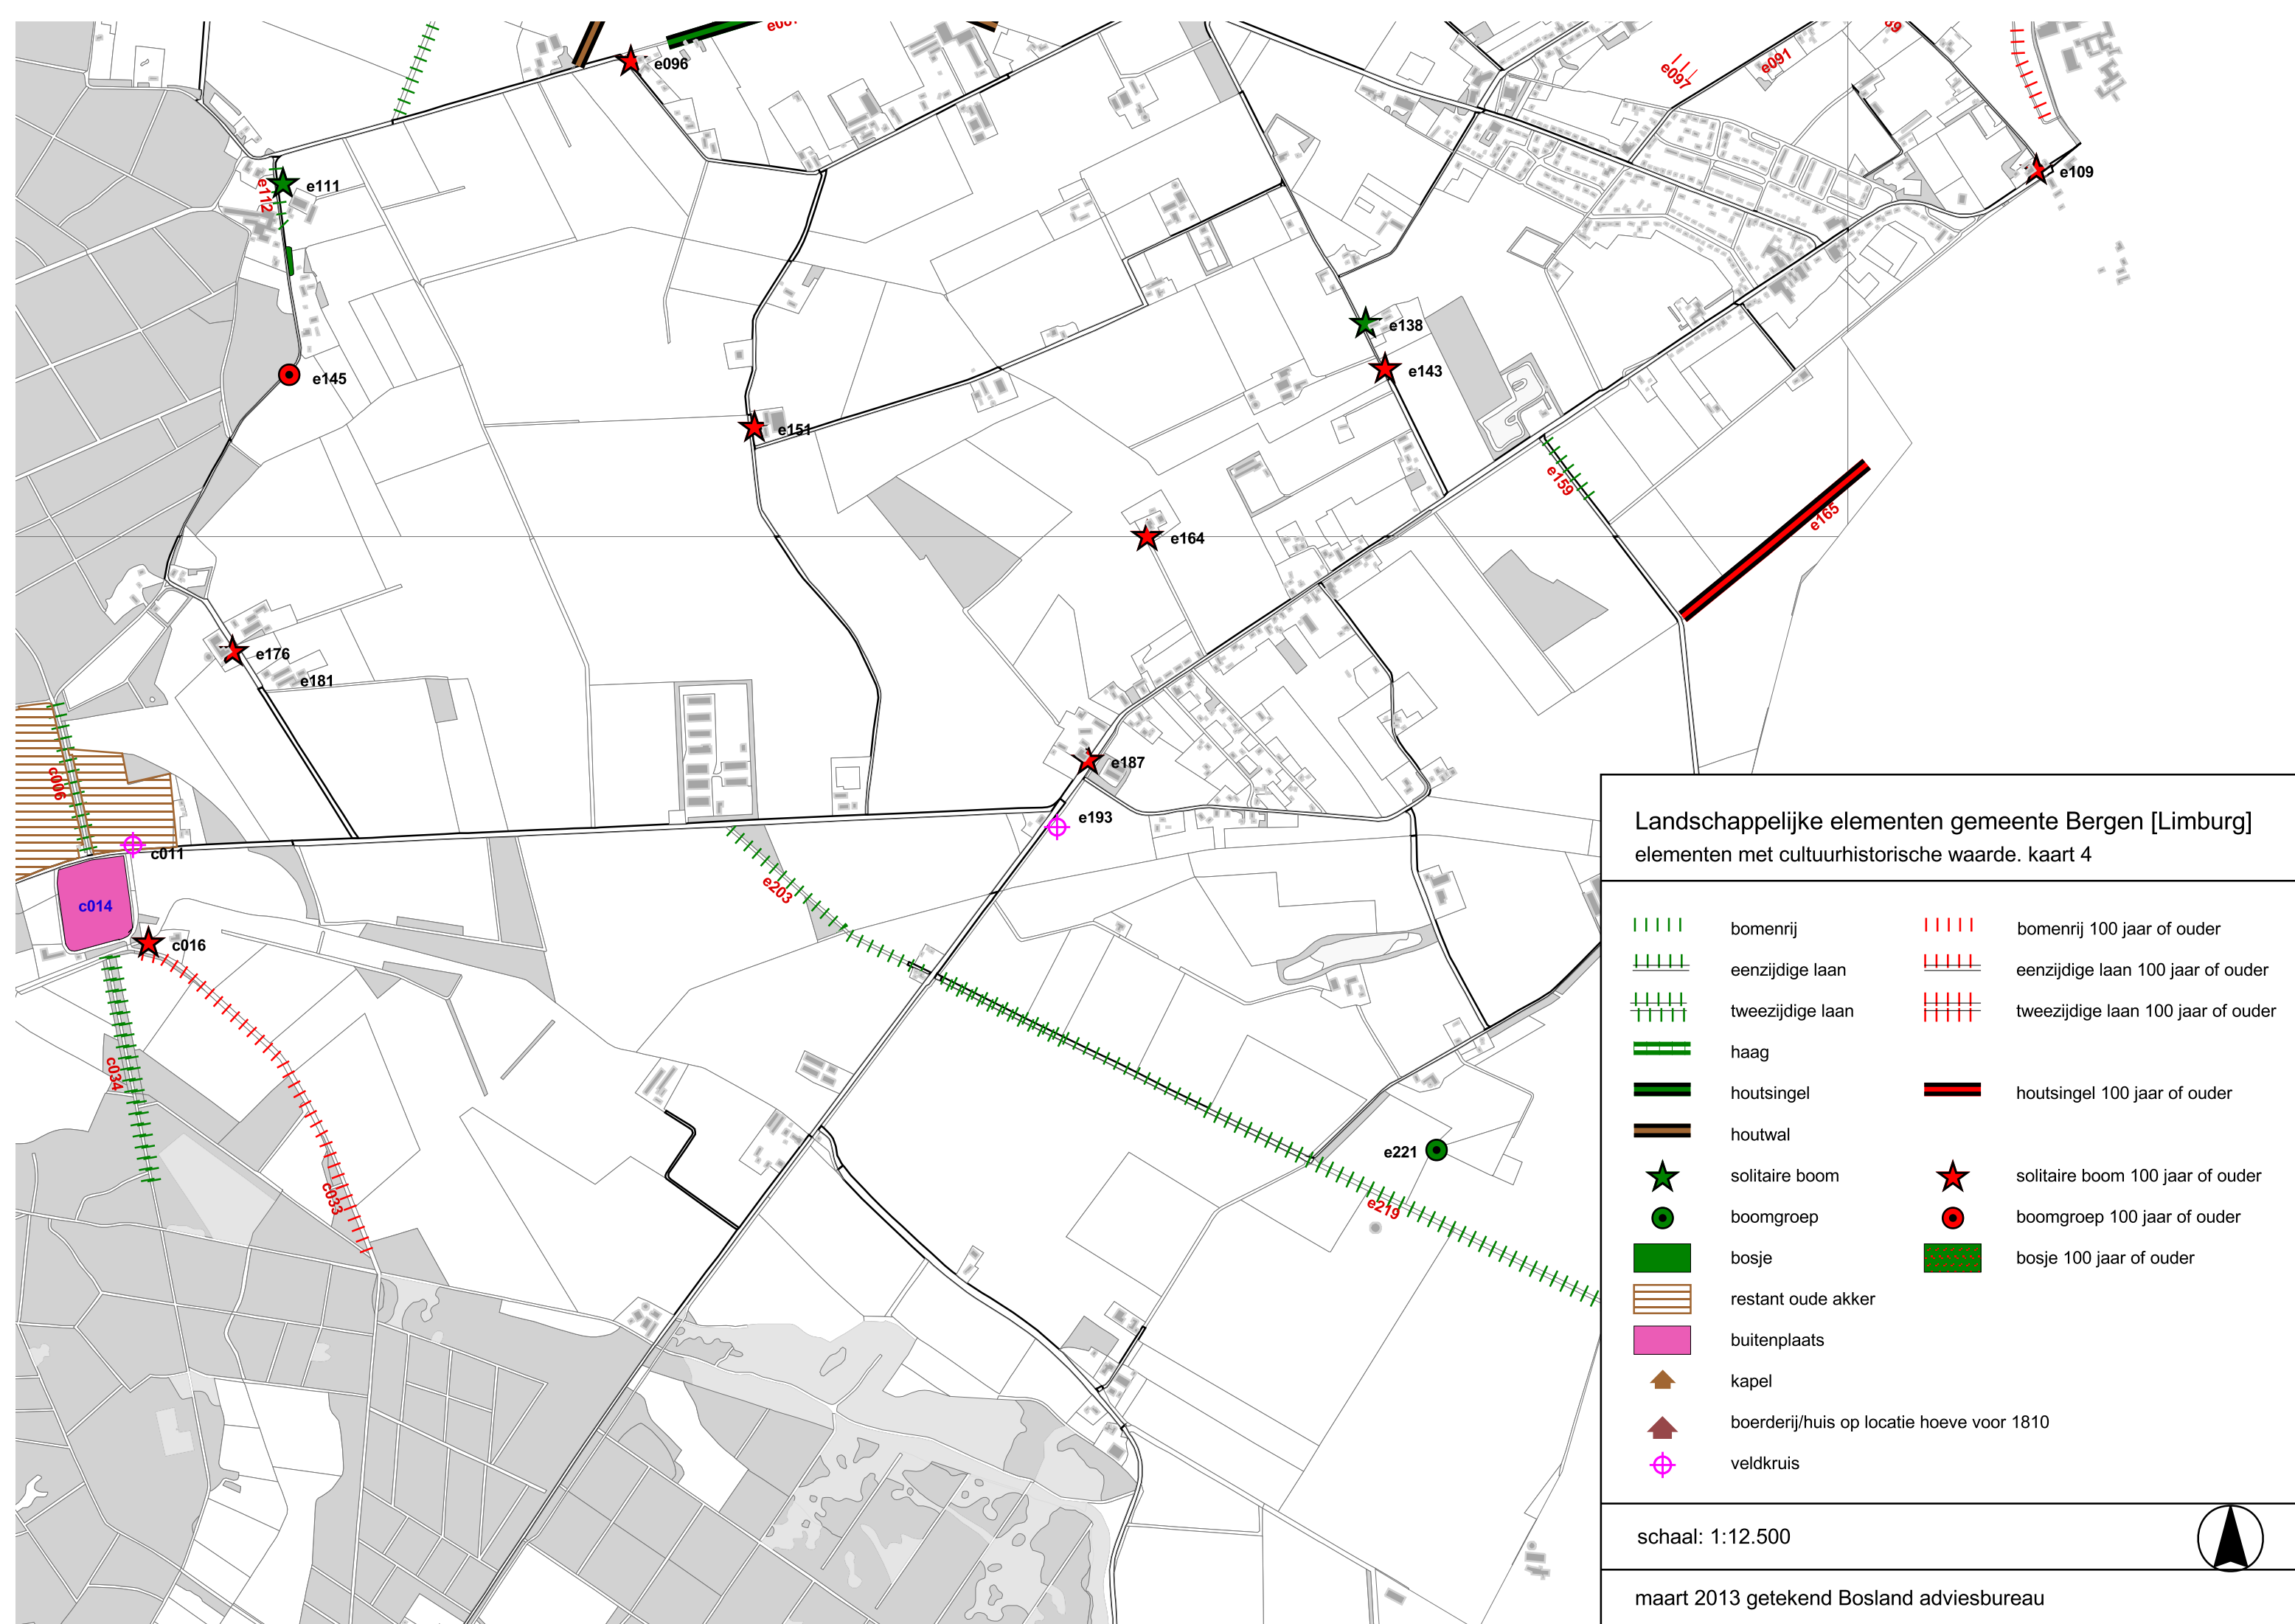 e096
e097
e091
e109
e111
e112
e138
e143
e145
e151
e159
e165
e164
e176
e181
c006
e187
e193
c011
c014
e203
c016
c034
c033
e221
e219
Landschappelijke elementen gemeente Bergen [Limburg]
elementen met cultuurhistorische waarde. kaart 4
bomenrij
bomenrij 100 jaar of ouder
eenzijdige laan
eenzijdige laan 100 jaar of ouder
tweezijdige laan
tweezijdige laan 100 jaar of ouder
haag
houtsingel
houtsingel 100 jaar of ouder
houtwal
solitaire boom
solitaire boom 100 jaar of ouder
boomgroep
boomgroep 100 jaar of ouder
bosje
bosje 100 jaar of ouder
restant oude akker
buitenplaats
kapel
boerderij/huis op locatie hoeve voor 1810
veldkruis
schaal: 1:12.500
maart 2013 getekend Bosland adviesbureau